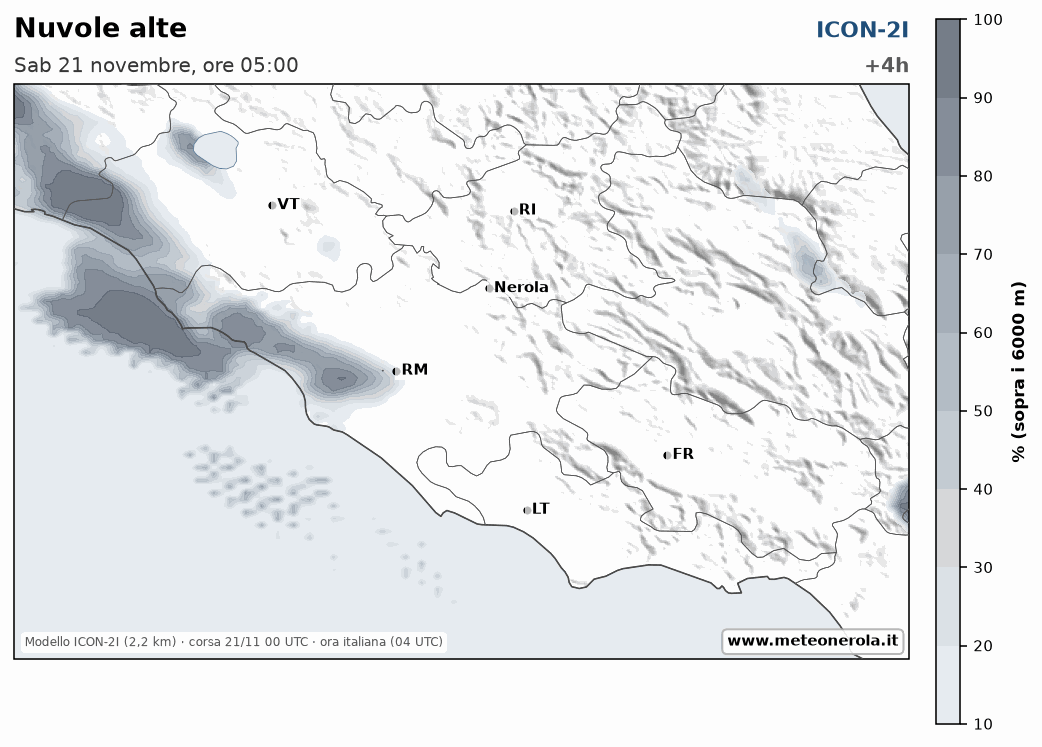 Nuvole alte
ICON-2I
Sab 21 novembre, ore 05:00
+4h
100
90
80
70
60
50
40
30
20
10
% (sopra i 6000 m)
VT
RI
Nerola
RM
FR
LT
Modello ICON-2I (2,2 km) · corsa 21/11 00 UTC · ora italiana (04 UTC)
www.meteonerola.it